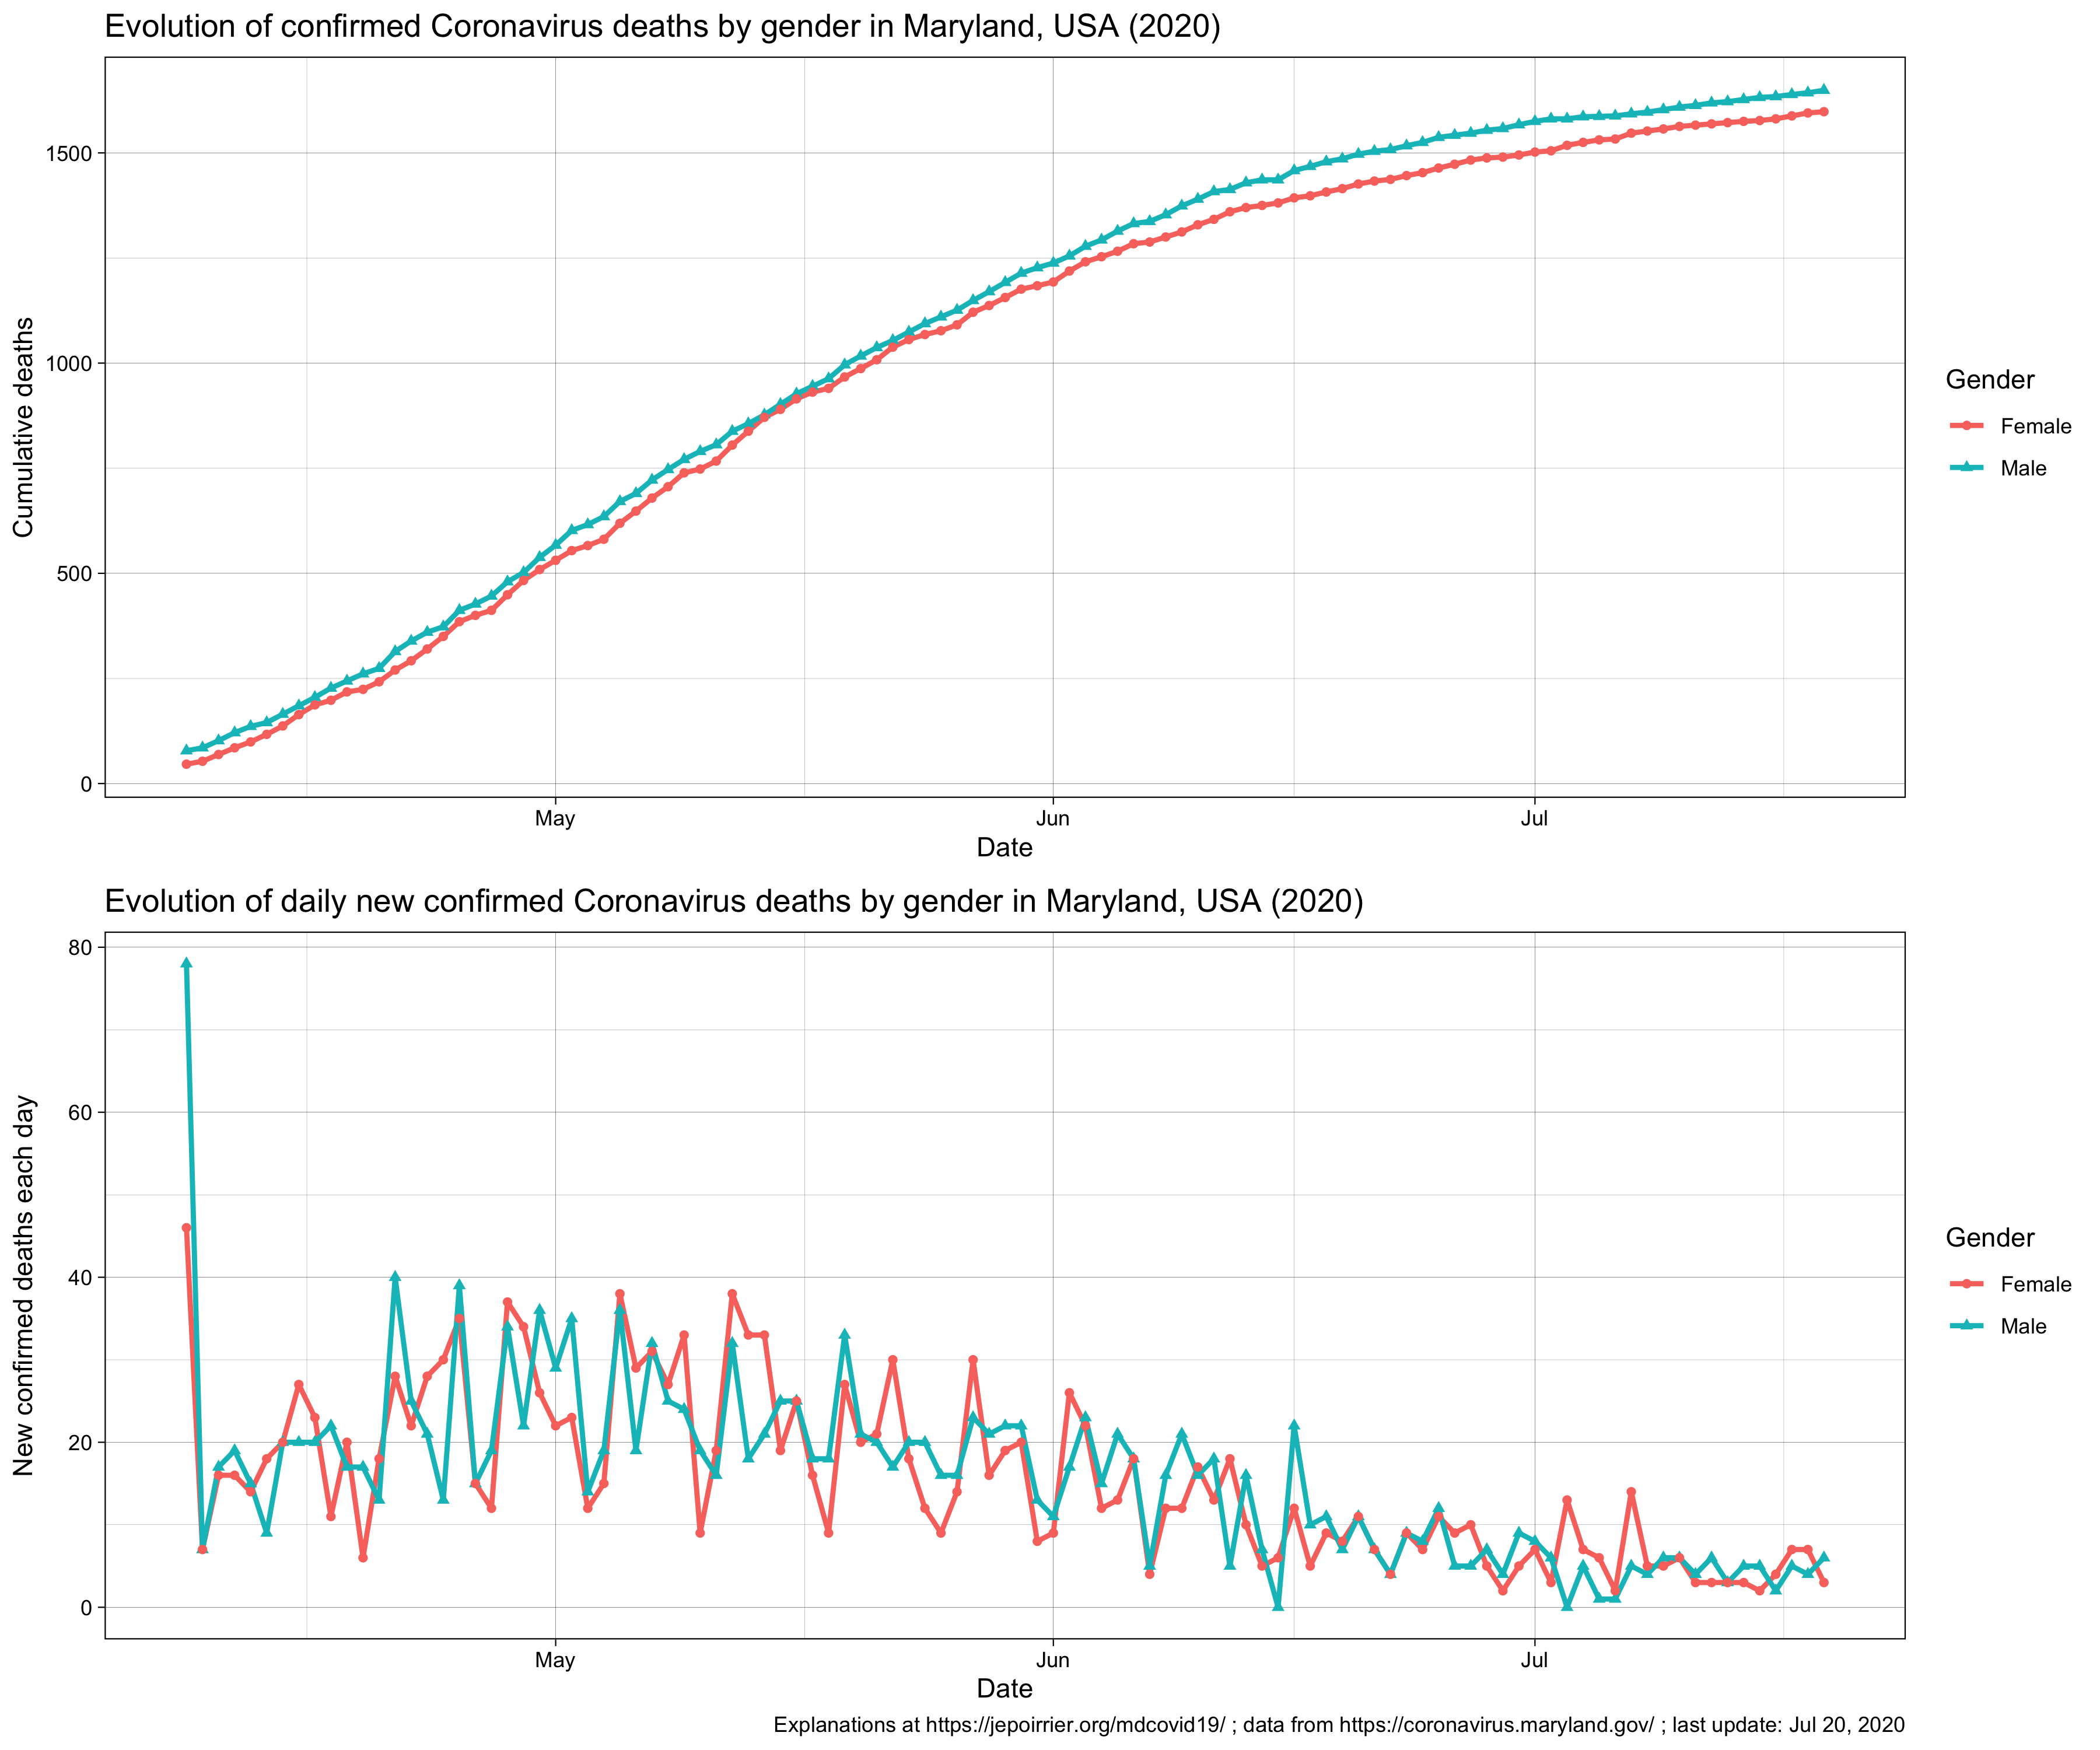 Evolution of confirmed Coronavirus deaths by gender in Maryland, USA (2020)
1500
1000
500
0
Cumulative deaths
May Jun Jul
Date
Gender
Female
Male
Evolution of daily new confirmed Coronavirus deaths by gender in Maryland, USA (2020)
80
60
40
20
0
New confirmed deaths each day
May Jun Jul
Date
Gender
Female
Male
Explanations at https://jepoirrier.org/mdcovid19/ ; data from https://coronavirus.maryland.gov/ ; last update: Jul 20, 2020